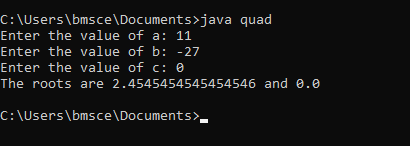 C:\Users\bmsce\Documents>java quad
Enter the value of a: 11
Enter the value of b: -27
Enter the value of c: 0
The roots are 2.4545454545454546 and 0.0
C:\Users\bmsce\Documents>